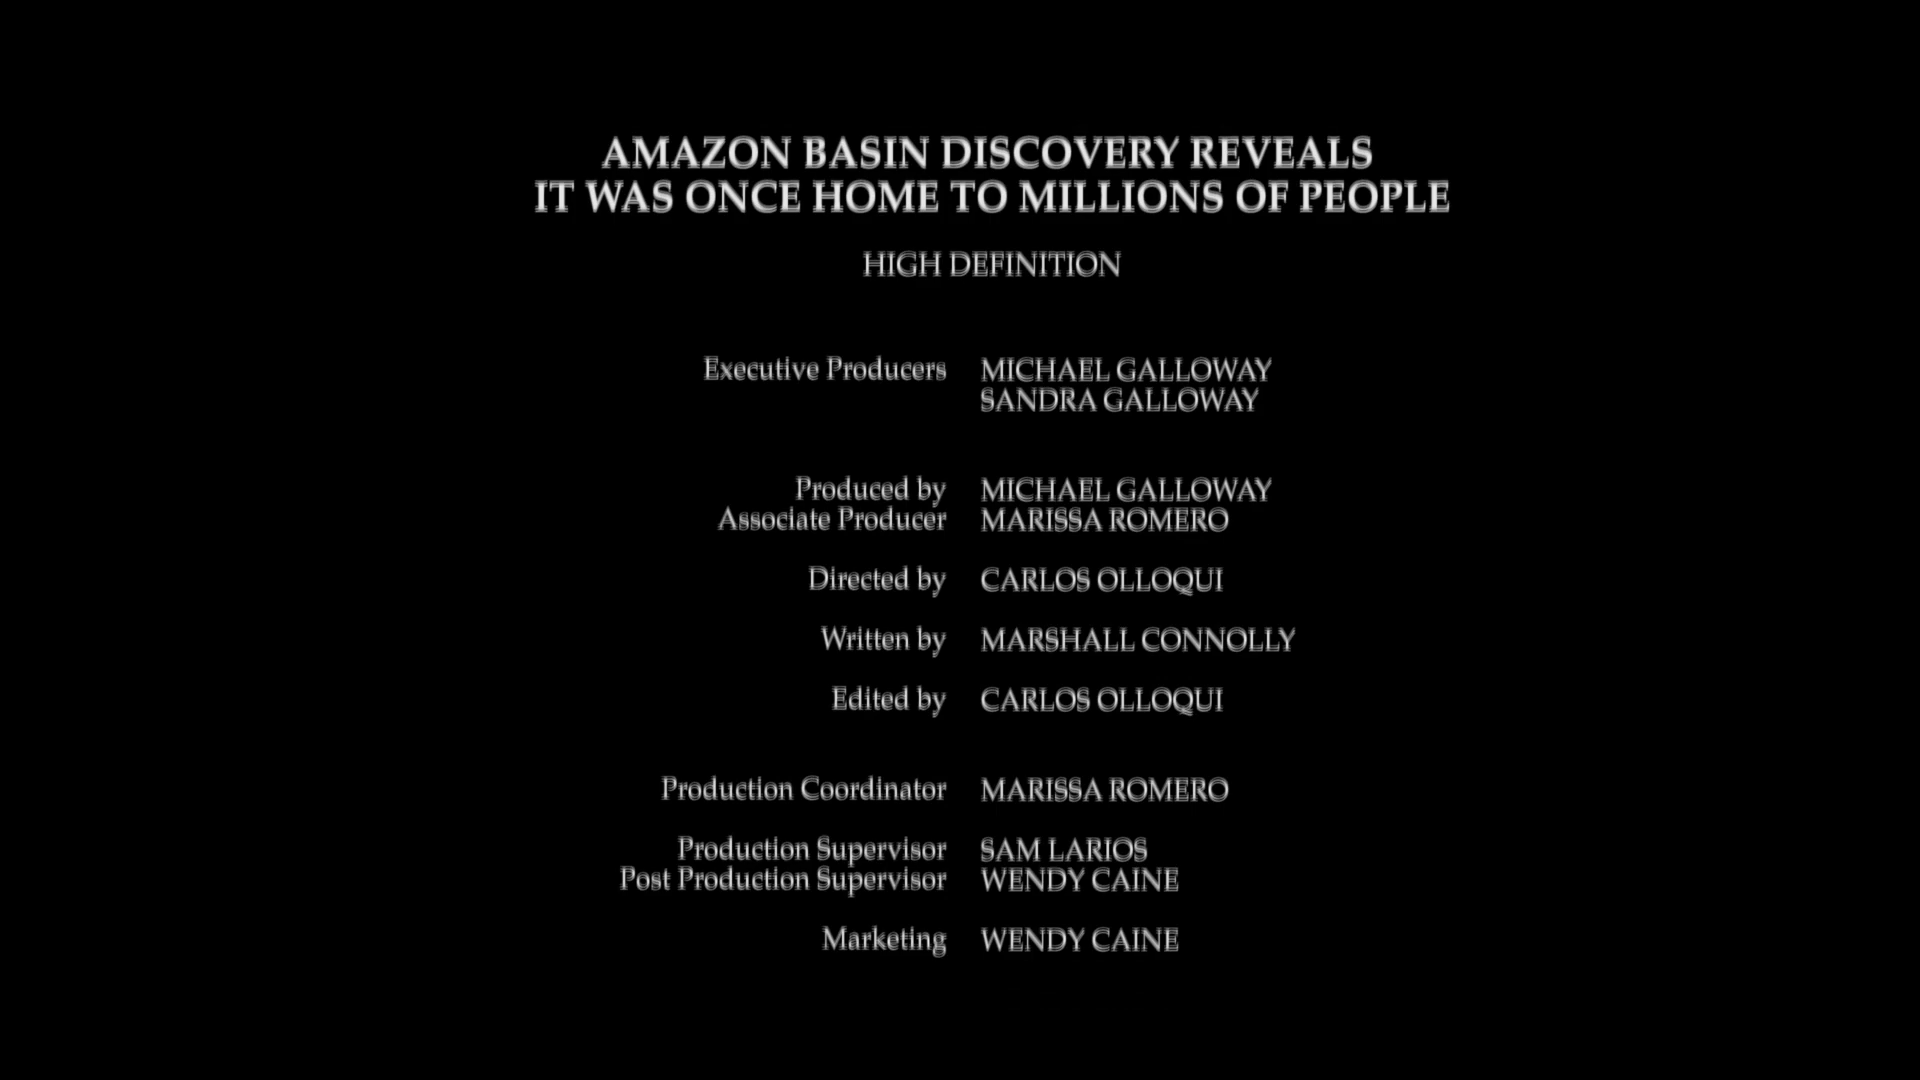 AMAZON BASIN DISCOVERY REVEALS
IT WAS ONCE HOME TO MILLIONS OF PEOPLE
HIGH DEFINITION
Executive Producers MICHAEL GALLOWAY
SANDRA GALLOWAY
Produced by MICHAEL GALLOWAY
Associate Producer MARISSA ROMERO
Directed by CARLOS OLLOQUI
Written by MARSHALL CONNOLLY
Edited by CARLOS OLLOQUI
Production Coordinator MARISSA ROMERO
Production Supervisor SAM LARIOS
Post Production Supervisor WENDY CAINE
Marketing WENDY CAINE